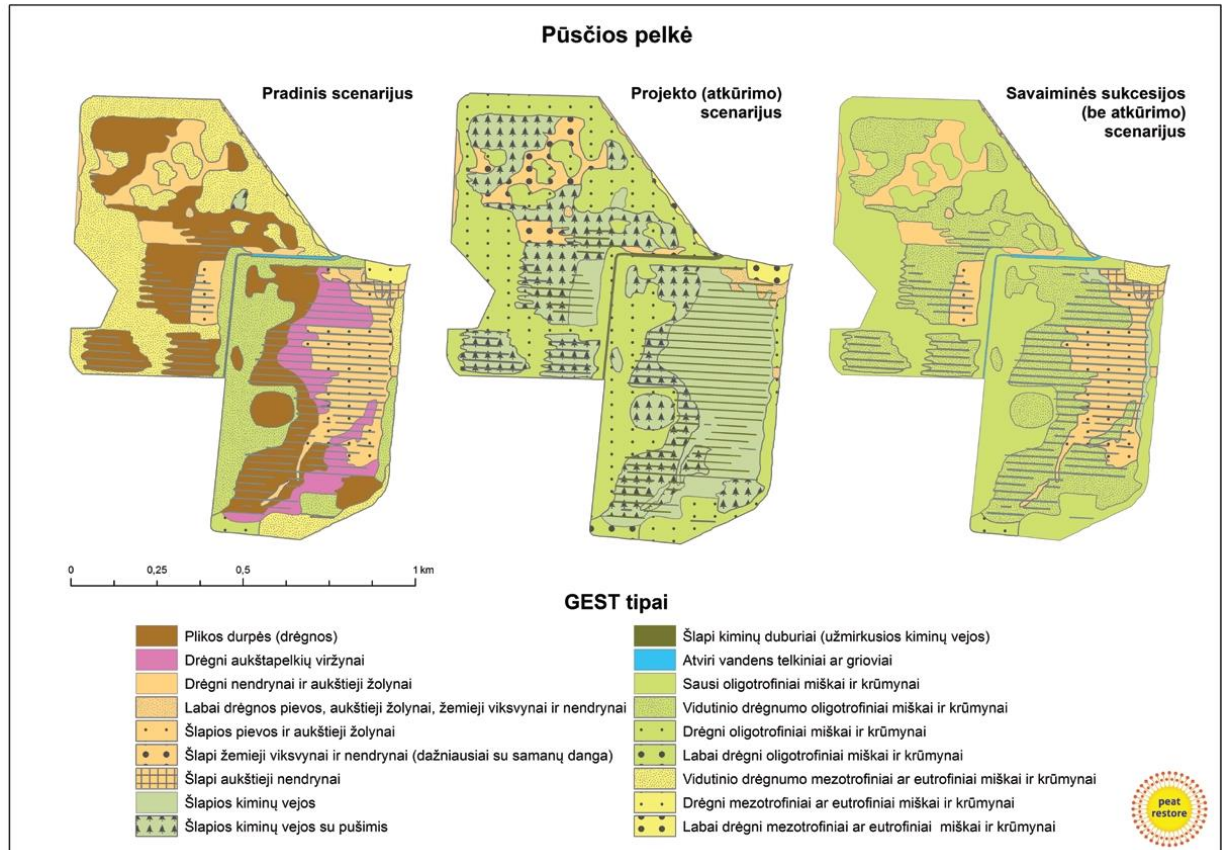 Pūsčios pelkė
Pradinis scenarijus
Projekto (atkūrimo)
scenarijus
Savaiminės sukcesijos
(be atkūrimo)
scenarijus
0 0,25 0,5 1 km
GEST tipai
Plikos durpės (drėgnos)
Drėgni aukštapelkių viržynai
Drėgni nendrynai ir aukštieji žolynai
Labai drėgnos pievos, aukštieji žolynai, žemieji viksvynai ir nendrynai
Šlapios pievos ir aukštieji žolynai
Šlapi žemieji viksvynai ir nendrynai (dažniausiai su samanų danga)
Šlapi aukštieji nendrynai
Šlapios kiminų vejos
Šlapios kiminų vejos su pušimis
Šlapi kiminų duburiai (užmirkusios kiminų vejos)
Atviri vandens telkiniai ar grioviai
Sausi oligotrofiniai miškai ir krūmynai
Vidutinio drėgnumo oligotrofiniai miškai ir krūmynai
Drėgni oligotrofiniai miškai ir krūmynai
Labai drėgni oligotrofiniai miškai ir krūmynai
Vidutinio drėgnumo mezotrofiniai ar eutrofiniai miškai ir krūmynai
Drėgni mezotrofiniai ar eutrofiniai miškai ir krūmynai
Labai drėgni mezotrofiniai ar eutrofiniai miškai ir krūmynai
peat
restore